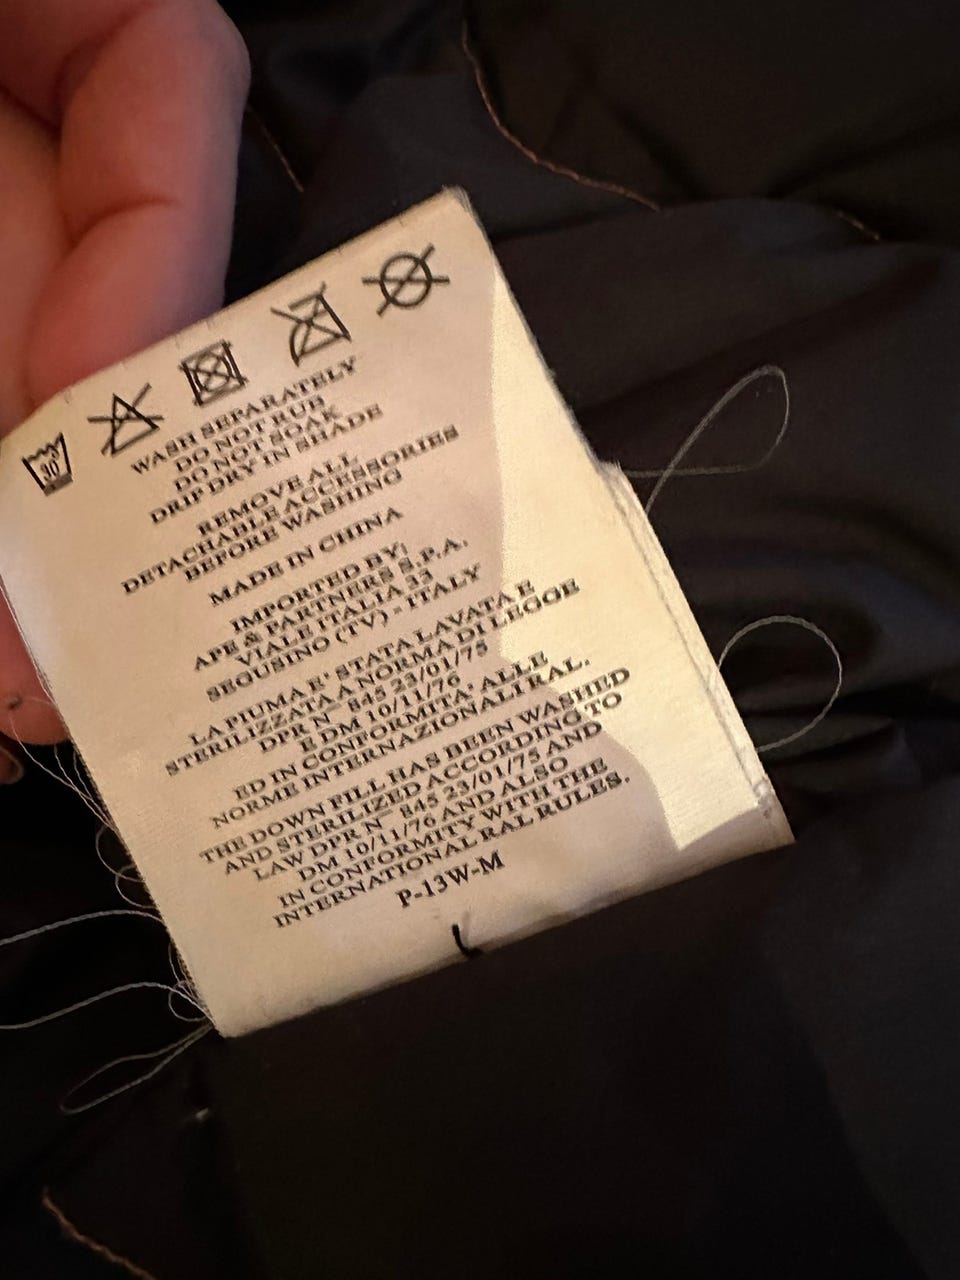 30°
WASH SEPARATELY
DO NOT RUB
DO NOT SOAK
DRIP DRY IN SHADE
REMOVE ALL
DETACHABLE ACCESSORIES
BEFORE WASHING
MADE IN CHINA
IMPORTED BY:
APE & PARTNERS S.P.A.
VIALE ITALIA 33
SEGUSINO (TV) - ITALY
LA PIUMA E' STATA LAVATA E
STERILIZZATA A NORMA DI LEGGE
DPR N° 845 23/01/75
E DM 10/11/76
ED IN CONFORMITA' ALLE
NORME INTERNAZIONALI RAL.
THE DOWN FILL HAS BEEN WASHED
AND STERILIZED ACCORDING TO
LAW DPR N° 845 23/01/75 AND
DM 10/11/76 AND ALSO
IN CONFORMITY WITH THE
INTERNATIONAL RAL RULES.
P-13W-M